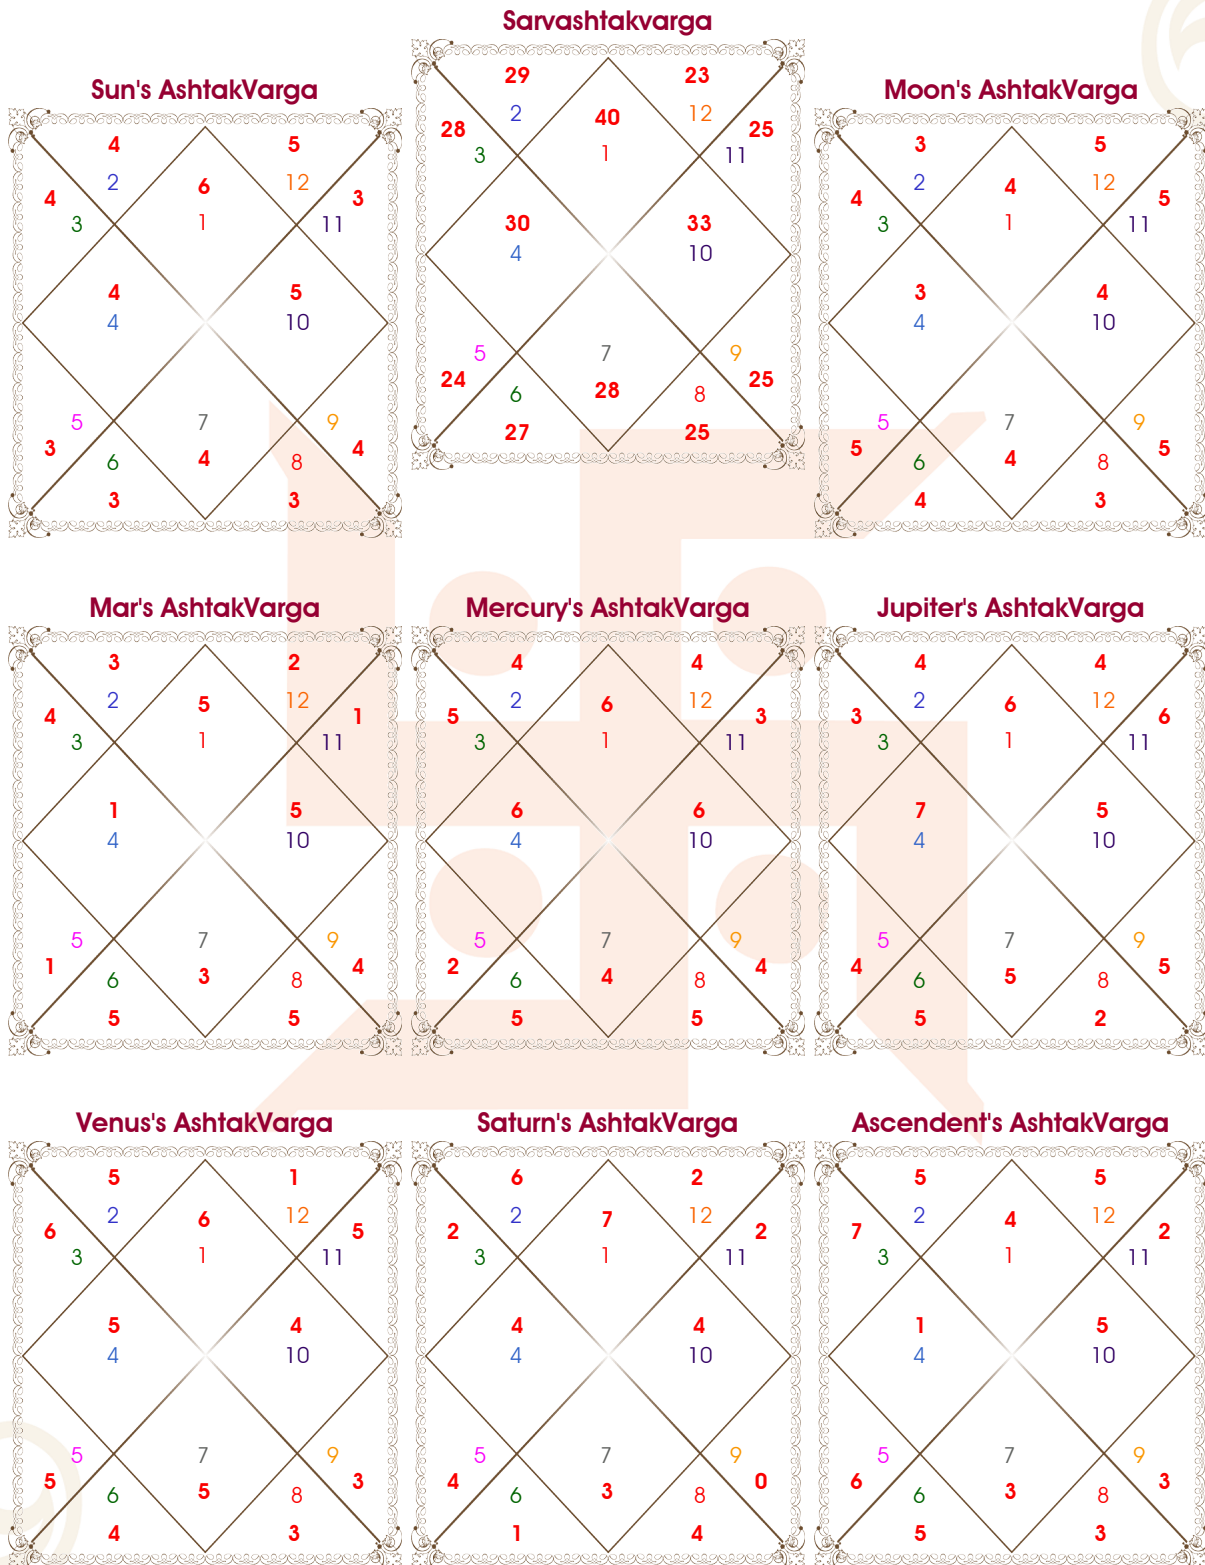 Sarvashtakvarga
29 23
2 40 12
28 25
3 1 11
30 33
4 10
5 7 9
24 28 25
6 8
27 25
Sun's AshtakVarga
4 5
2 6 12
4 3
3 1 11
4 5
4 10
5 7 9
3 4 4
6 8
3 3
Moon's AshtakVarga
3 5
2 4 12
4 5
3 1 11
3 4
4 10
5 7 9
5 4 5
6 8
4 3
Mar's AshtakVarga
3 2
2 5 12
4 1
3 1 11
1 5
4 10
5 7 9
1 3 4
6 8
5 5
Mercury's AshtakVarga
4 4
2 6 12
5 3
3 1 11
6 6
4 10
5 7 9
2 4 4
6 8
5 5
Jupiter's AshtakVarga
4 4
2 6 12
3 6
3 1 11
7 5
4 10
5 7 9
4 5 5
6 8
5 2
Venus's AshtakVarga
5 1
2 6 12
6 5
3 1 11
5 4
4 10
5 7 9
5 5 3
6 8
4 3
Saturn's AshtakVarga
6 2
2 7 12
2 2
3 1 11
4 4
4 10
5 7 9
4 3 0
6 8
1 4
Ascendent's AshtakVarga
5 5
2 4 12
7 2
3 1 11
1 5
4 10
5 7 9
6 3 3
6 8
5 3